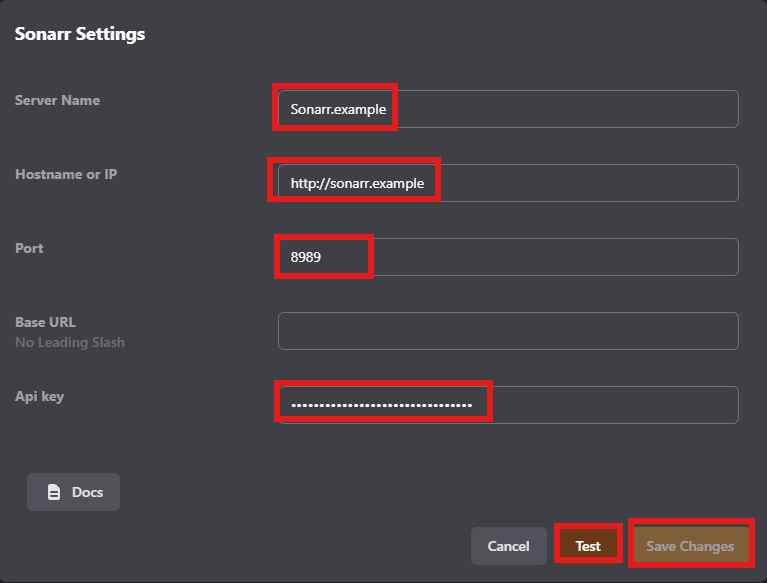 Sonarr Settings
Server Name
Sonarr.example
Hostname or IP
http://sonarr.example
Port
8989
Base URL
No Leading Slash
Api key
••••••••••••••••••••••••••••••••
Docs
Cancel
Test
Save Changes